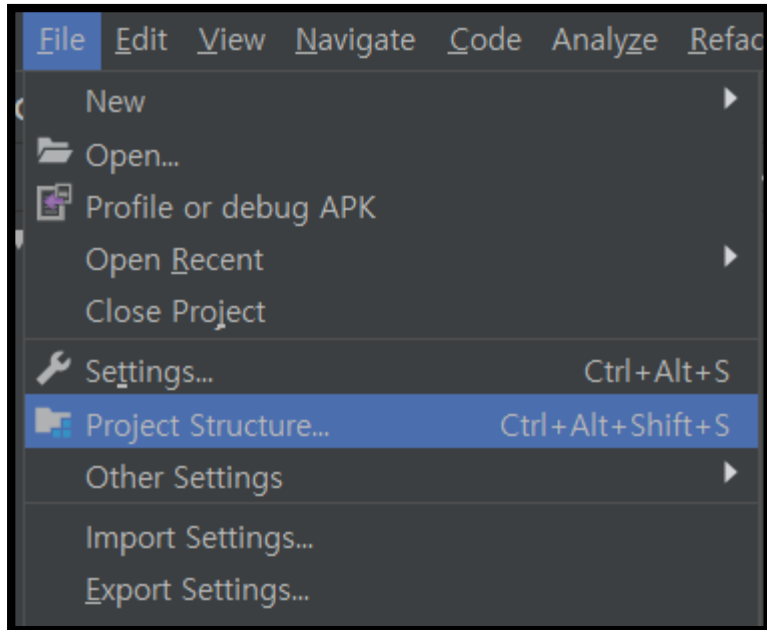 File Edit View Navigate Code Analyze Refac
New
Open...
Profile or debug APK
Open Recent
Close Project
Settings... Ctrl+Alt+S
Project Structure... Ctrl+Alt+Shift+S
Other Settings
Import Settings...
Export Settings...